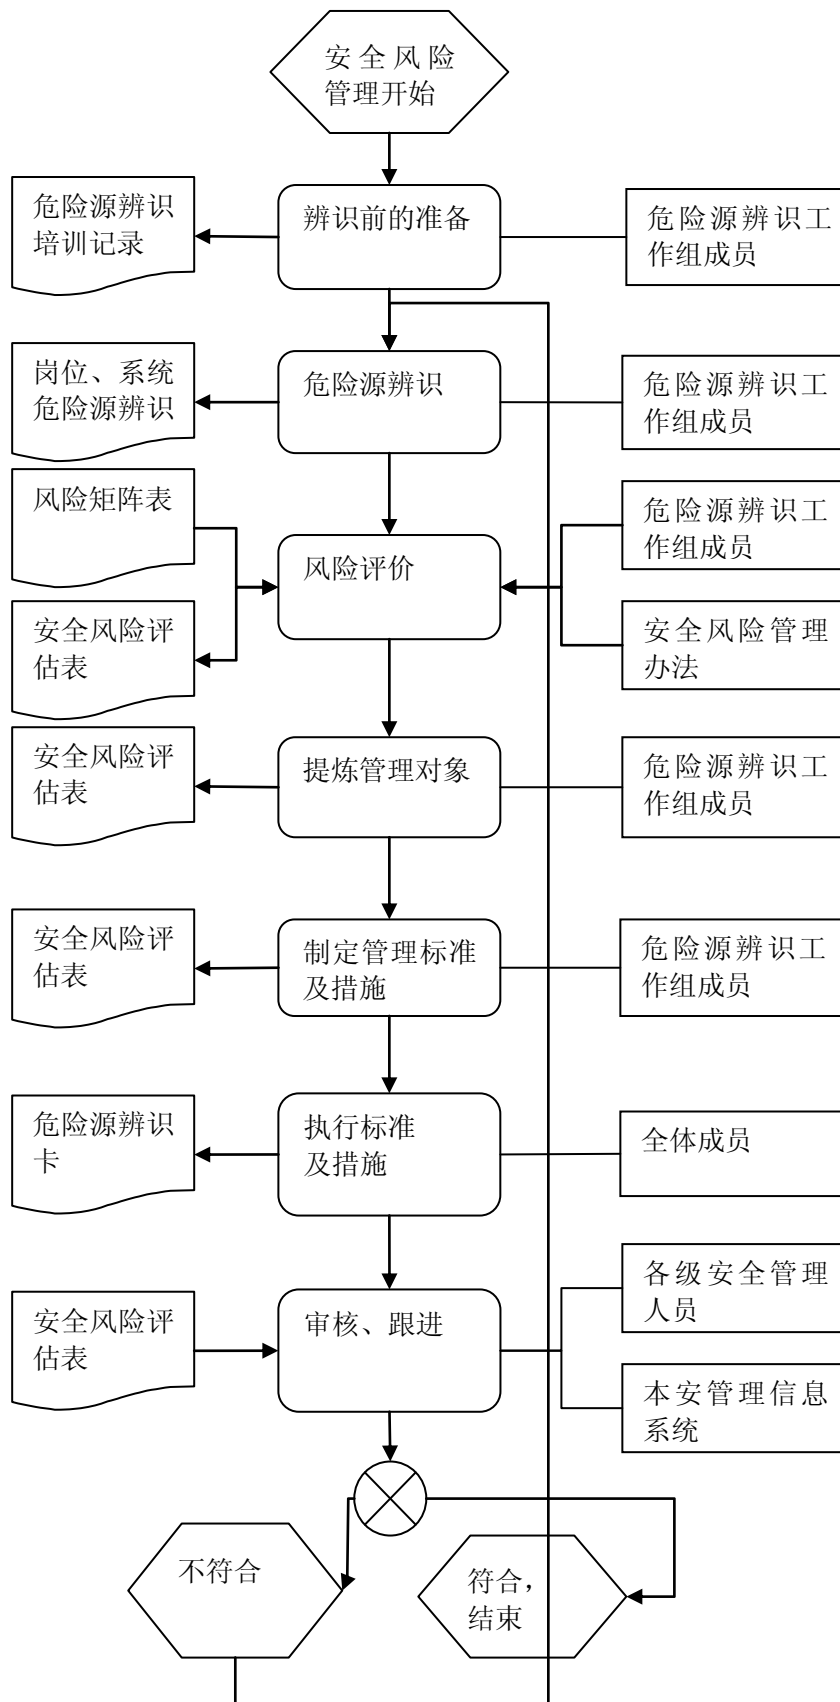 安全风险
管理开始
危险源辨识
培训记录
辨识前的准备
危险源辨识工
作组成员
岗位、系统
危险源辨识
危险源辨识
危险源辨识工
作组成员
风险矩阵表
安全风险评
估表
风险评价
危险源辨识工
作组成员
安全风险管理
办法
安全风险评
估表
提炼管理对象
危险源辨识工
作组成员
安全风险评
估表
制定管理标准
及措施
危险源辨识工
作组成员
危险源辨识
卡
执行标准
及措施
全体成员
安全风险评
估表
审核、跟进
各级安全管理
人员
本安管理信息
系统
不符合
符合，
结束